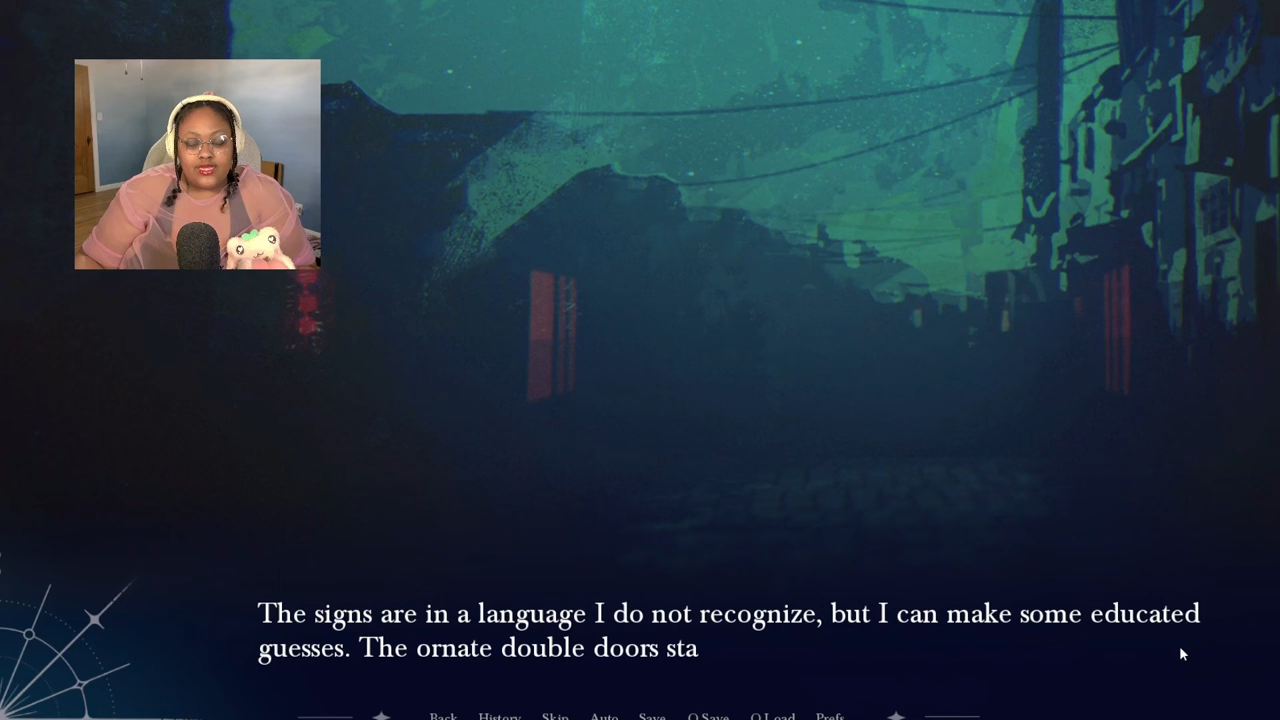 The signs are in a language I do not recognize, but I can make some educated
guesses. The ornate double doors sta
Back History Skip Auto Save Q.Save Q.Load Prefs